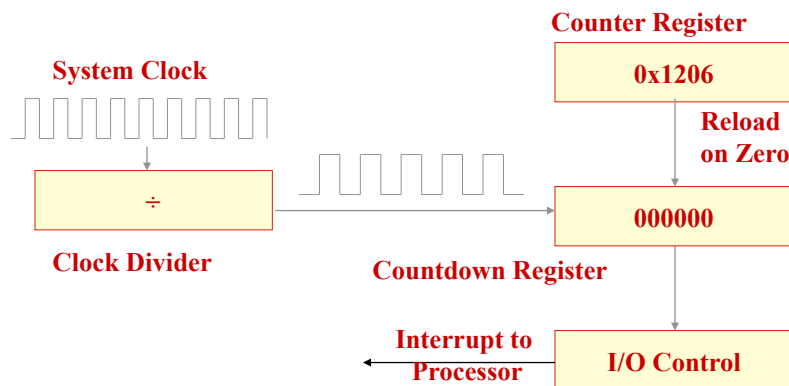 Counter Register
System Clock
0x1206
Reload
on Zero
÷
000000
Clock Divider
Countdown Register
Interrupt to
Processor
I/O Control